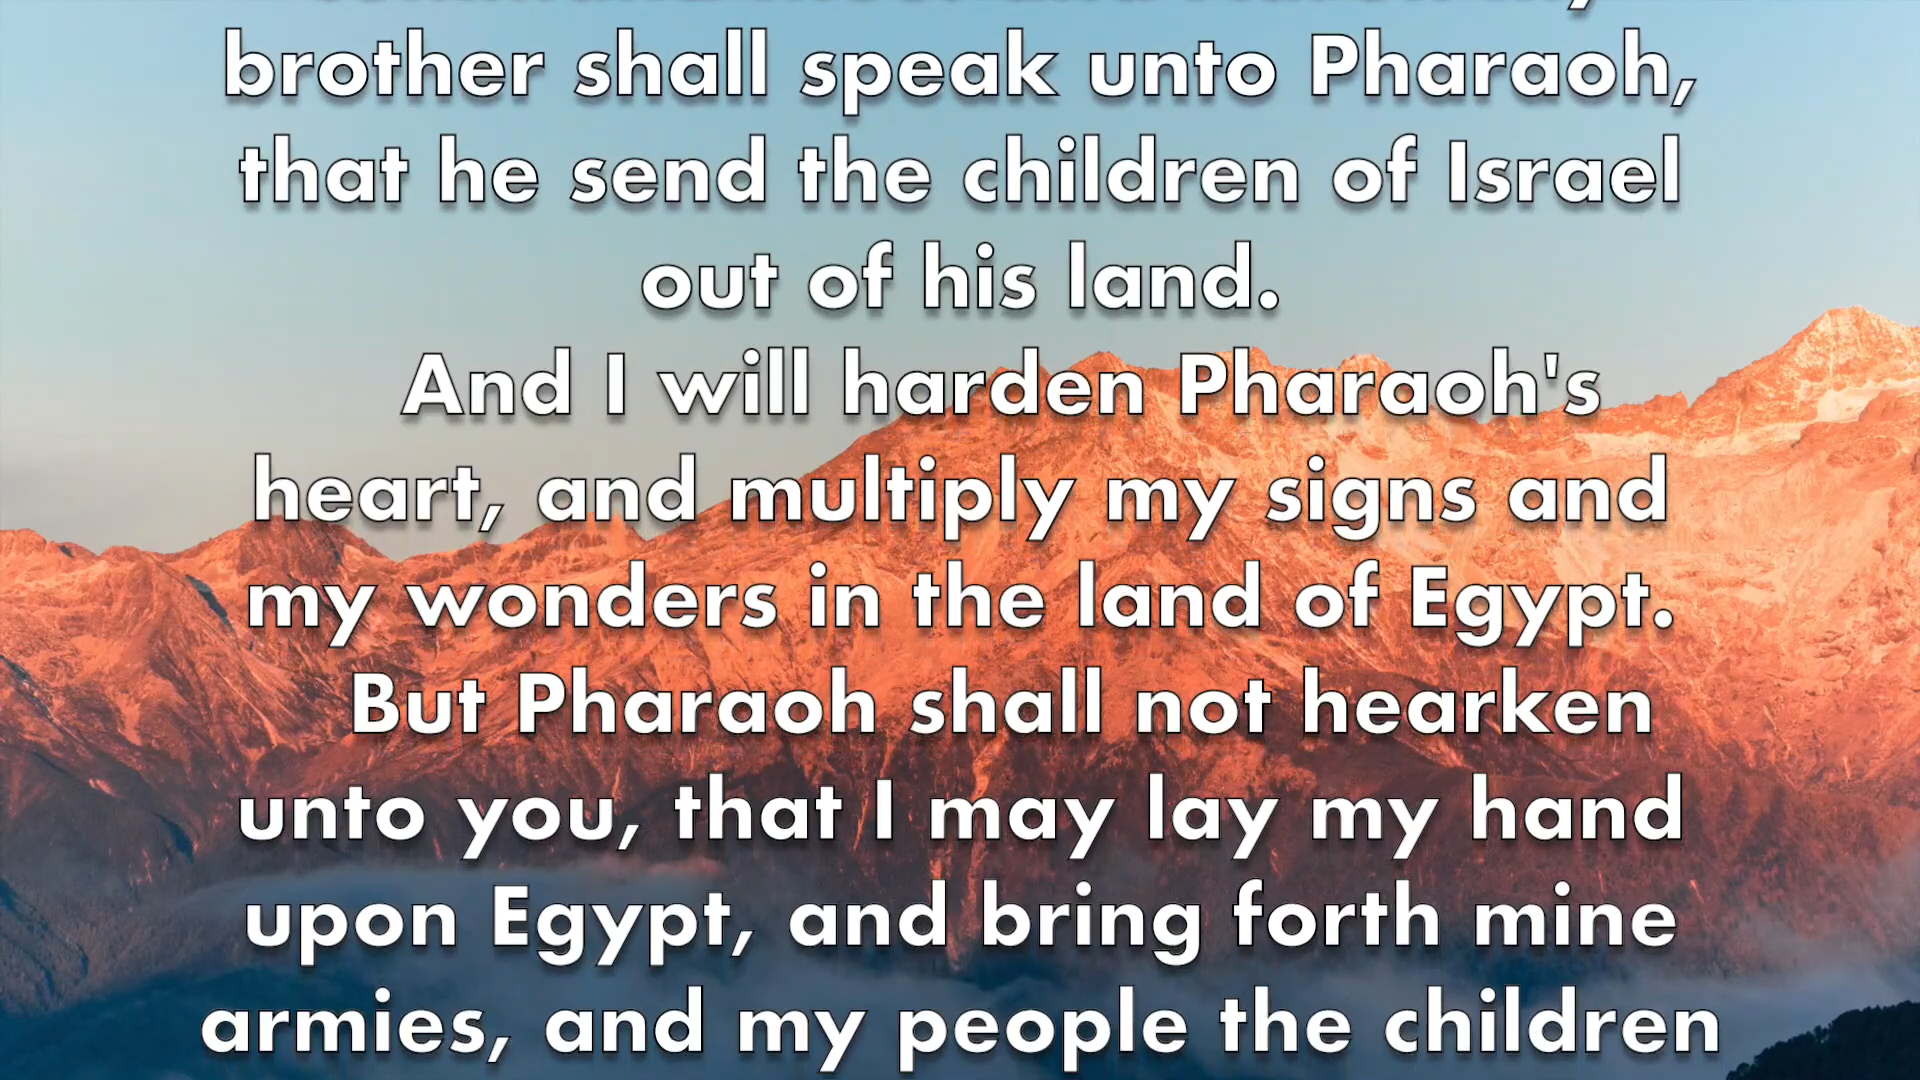 brother shall speak unto Pharaoh,
that he send the children of Israel
out of his land.
And I will harden Pharaoh's
heart, and multiply my signs and
my wonders in the land of Egypt.
But Pharaoh shall not hearken
unto you, that I may lay my hand
upon Egypt, and bring forth mine
armies, and my people the children